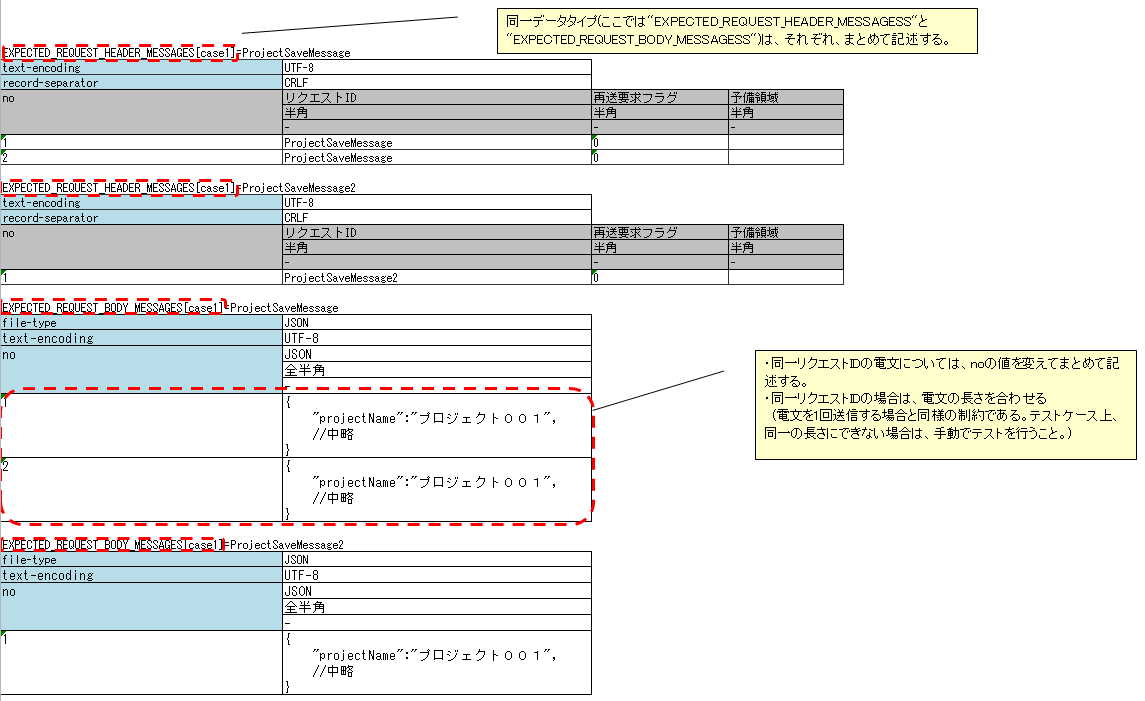 同一データタイプ(ここでは“EXPECTED_REQUEST_HEADER_MESSAGESS“と
“EXPECTED_REQUEST_BODY_MESSAGESS“)は、それぞれ、まとめて記述する。
EXPECTED_REQUEST_HEADER_MESSAGES[case1]=ProjectSaveMessage
text-encoding UTF-8
record-separator CRLF
no リクエストID 再送要求フラグ 予備領域
半角 半角 半角
- - -
1 ProjectSaveMessage 0
2 ProjectSaveMessage 0
EXPECTED_REQUEST_HEADER_MESSAGES[case1]=ProjectSaveMessage2
text-encoding UTF-8
record-separator CRLF
no リクエストID 再送要求フラグ 予備領域
半角 半角 半角
- - -
1 ProjectSaveMessage2 0
EXPECTED_REQUEST_BODY_MESSAGES[case1]=ProjectSaveMessage
file-type JSON
text-encoding UTF-8
no JSON
全半角
-
1 {
"projectName":"プロジェクト００１",
//中略
}
2 {
"projectName":"プロジェクト００１",
//中略
}
・同一リクエストIDの電文については、noの値を変えてまとめて記
述する。
・同一リクエストIDの場合は、電文の長さを合わせる
（電文を1回送信する場合と同様の制約である。テストケース上、
同一の長さにできない場合は、手動でテストを行うこと。）
EXPECTED_REQUEST_BODY_MESSAGES[case1]=ProjectSaveMessage2
file-type JSON
text-encoding UTF-8
no JSON
全半角
-
1 {
"projectName":"プロジェクト００１",
//中略
}